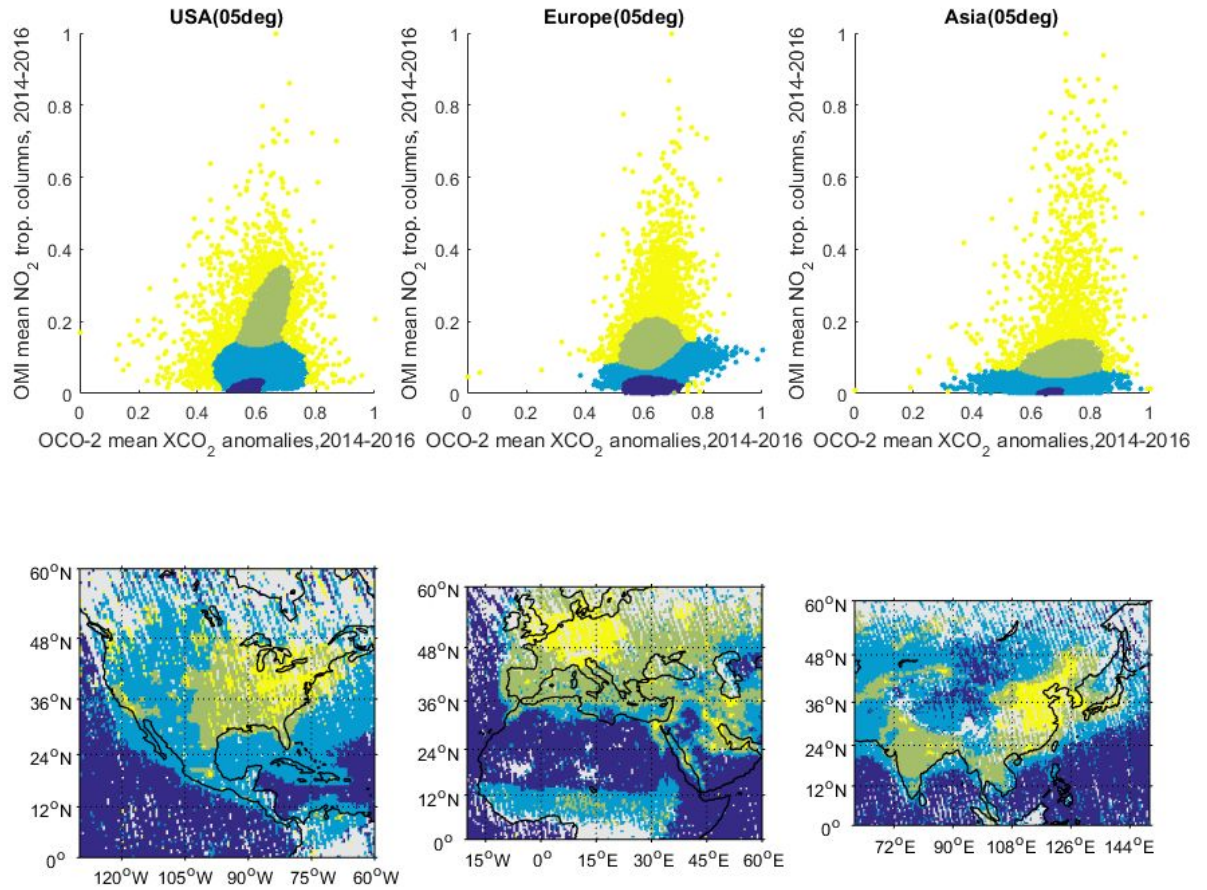 USA(05deg)
OMI mean NO2 trop. columns, 2014-2016
1
0.8
0.6
0.4
0.2
0
0 0.2 0.4 0.6 0.8 1
OCO-2 mean XCO2 anomalies,2014-2016
Europe(05deg)
OMI mean NO2 trop. columns, 2014-2016
1
0.8
0.6
0.4
0.2
0
0 0.2 0.4 0.6 0.8 1
OCO-2 mean XCO2 anomalies,2014-2016
Asia(05deg)
OMI mean NO2 trop. columns, 2014-2016
1
0.8
0.6
0.4
0.2
0
0 0.2 0.4 0.6 0.8 1
OCO-2 mean XCO2 anomalies,2014-2016
60°N
48°N
36°N
24°N
12°N
0°
120°W 105°W 90°W 75°W 60°W
60°N
48°N
36°N
24°N
12°N
0°
15°W 0° 15°E 30°E 45°E 60°E
60°N
48°N
36°N
24°N
12°N
0°
72°E 90°E 108°E 126°E 144°E